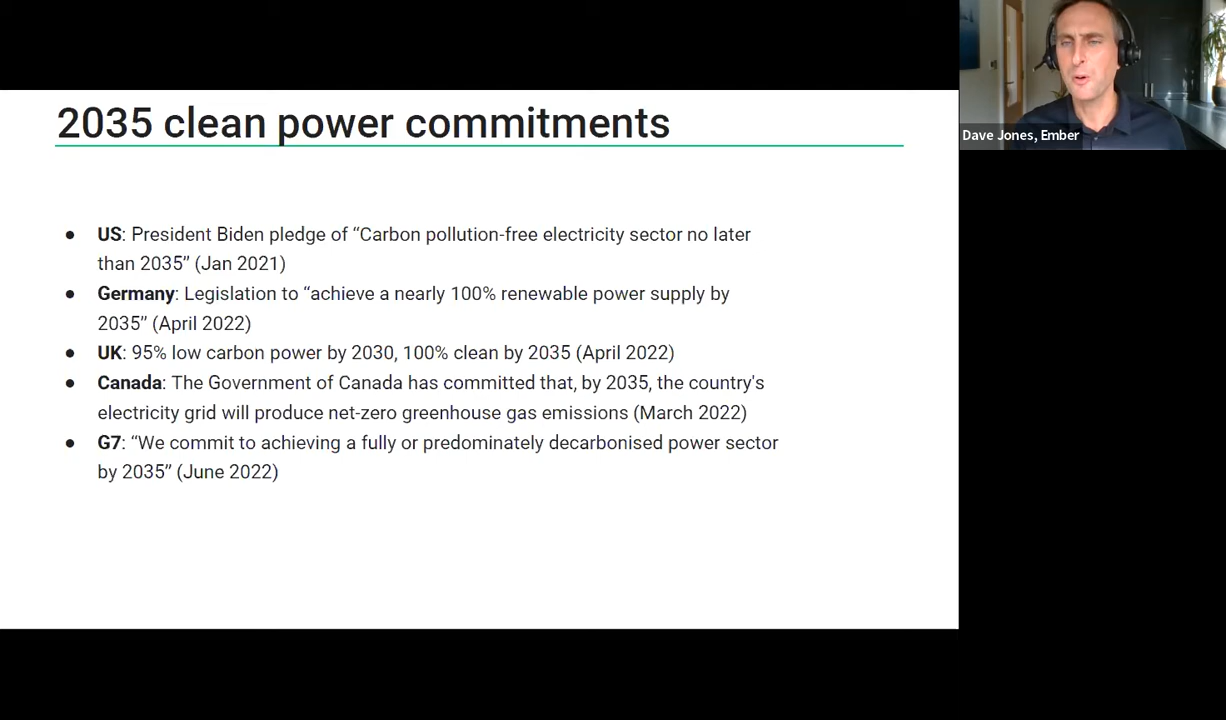 2035 clean power commitments
● US: President Biden pledge of “Carbon pollution-free electricity sector no later
than 2035” (Jan 2021)
● Germany: Legislation to “achieve a nearly 100% renewable power supply by
2035” (April 2022)
● UK: 95% low carbon power by 2030, 100% clean by 2035 (April 2022)
● Canada: The Government of Canada has committed that, by 2035, the country's
electricity grid will produce net-zero greenhouse gas emissions (March 2022)
● G7: “We commit to achieving a fully or predominately decarbonised power sector
by 2035” (June 2022)
Dave Jones, Ember